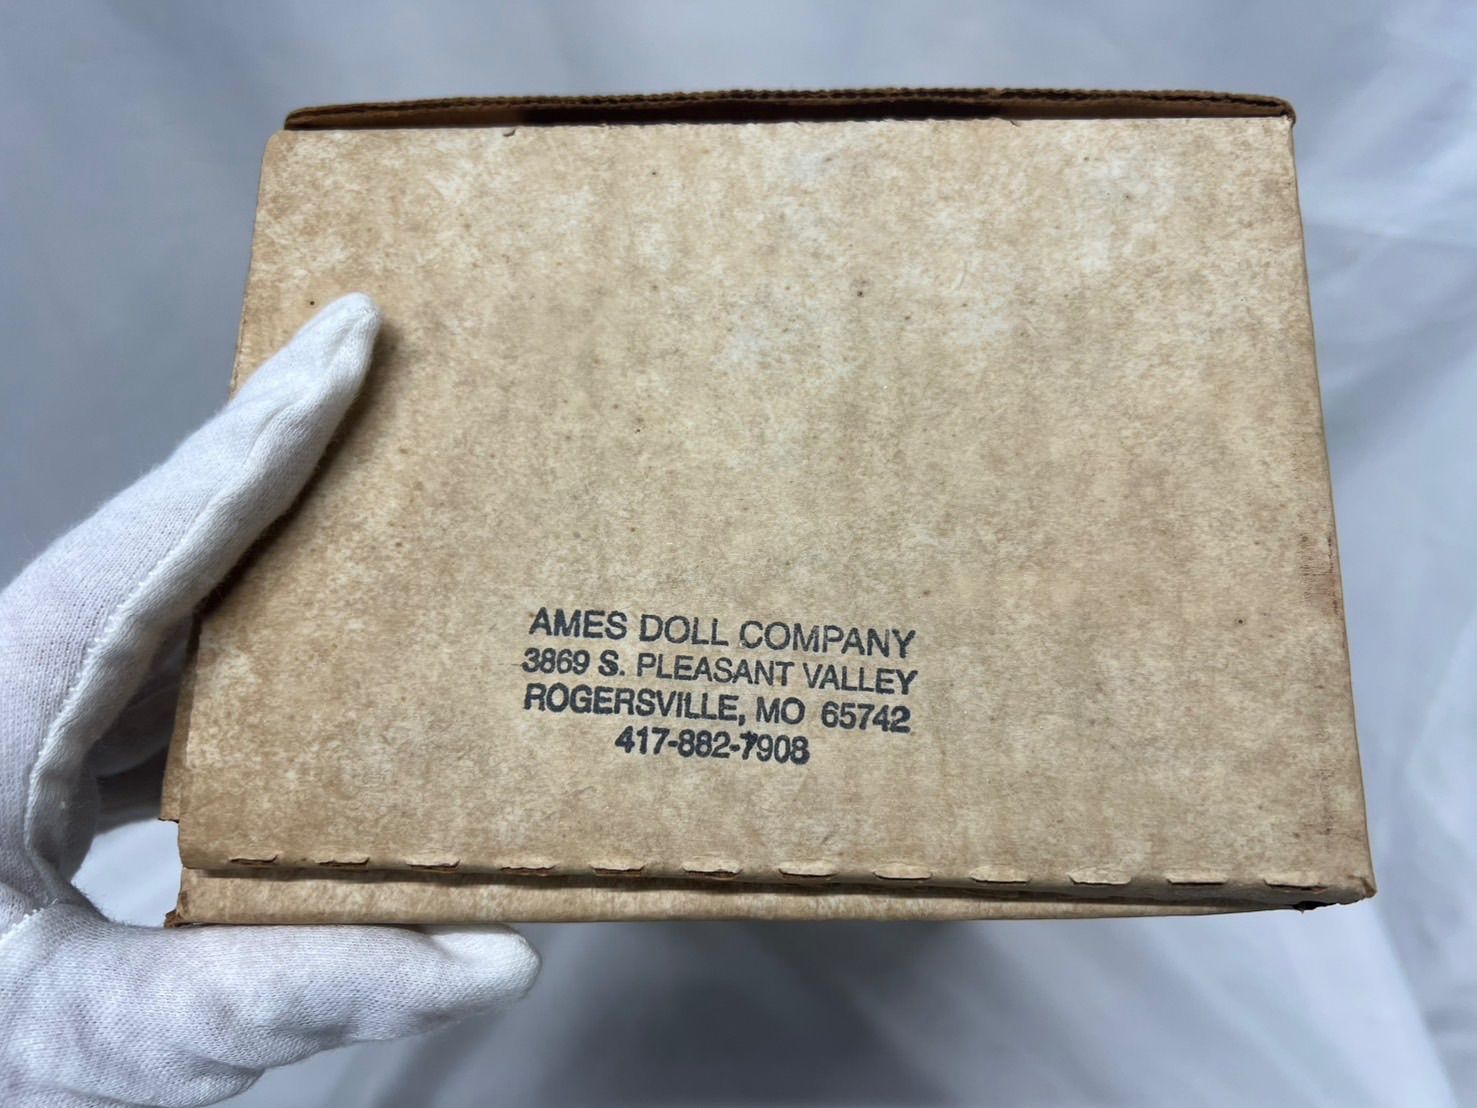 AMES DOLL COMPANY
3869 S. PLEASANT VALLEY
ROGERSVILLE, MO 65742
417-882-7908